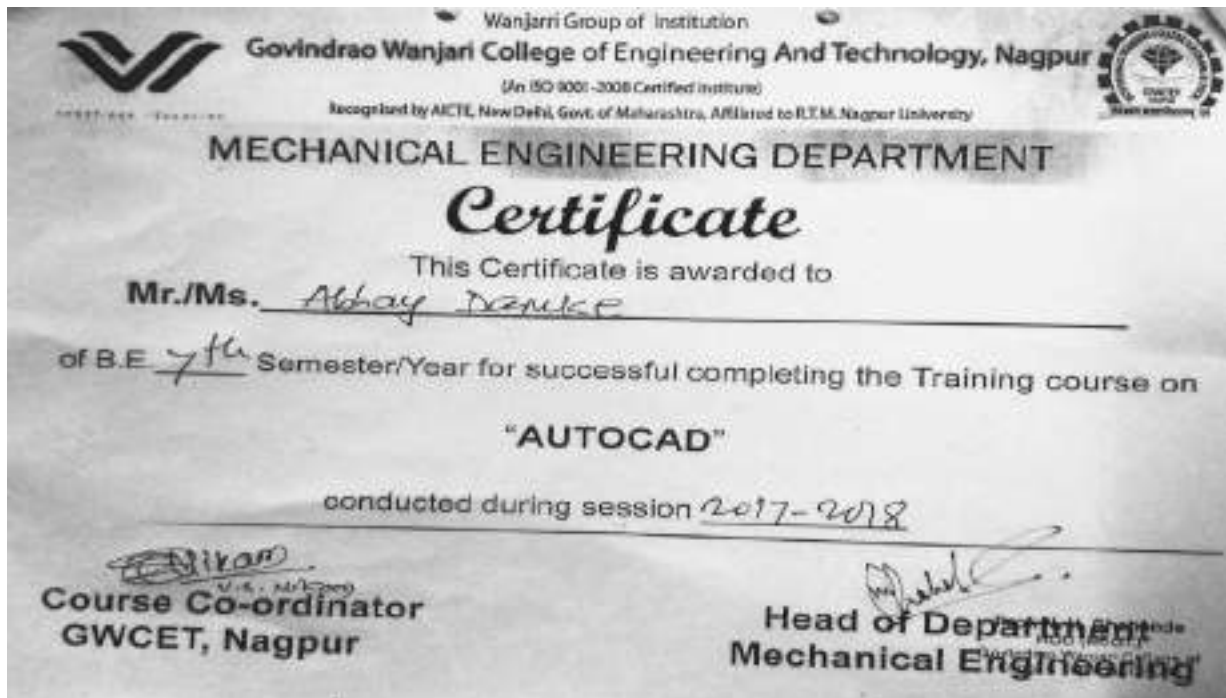 Wanjarri Group of Institution
Govindrao Wanjari College of Engineering And Technology, Nagpur
(An ISO 9001-2008 Certified Institute)
Recognised by AICTE, New Delhi, Govt. of Maharashtra, Affiliated to R.T.M. Nagpur University
MECHANICAL ENGINEERING DEPARTMENT
Certificate
This Certificate is awarded to
Mr./Ms. Abhay
of B.E 7th Semester/Year for successful completing the Training course on
"AUTOCAD"
conducted during session 2017-2018
Course Co-ordinator
GWCET, Nagpur
Head of Department
Mechanical Engineering